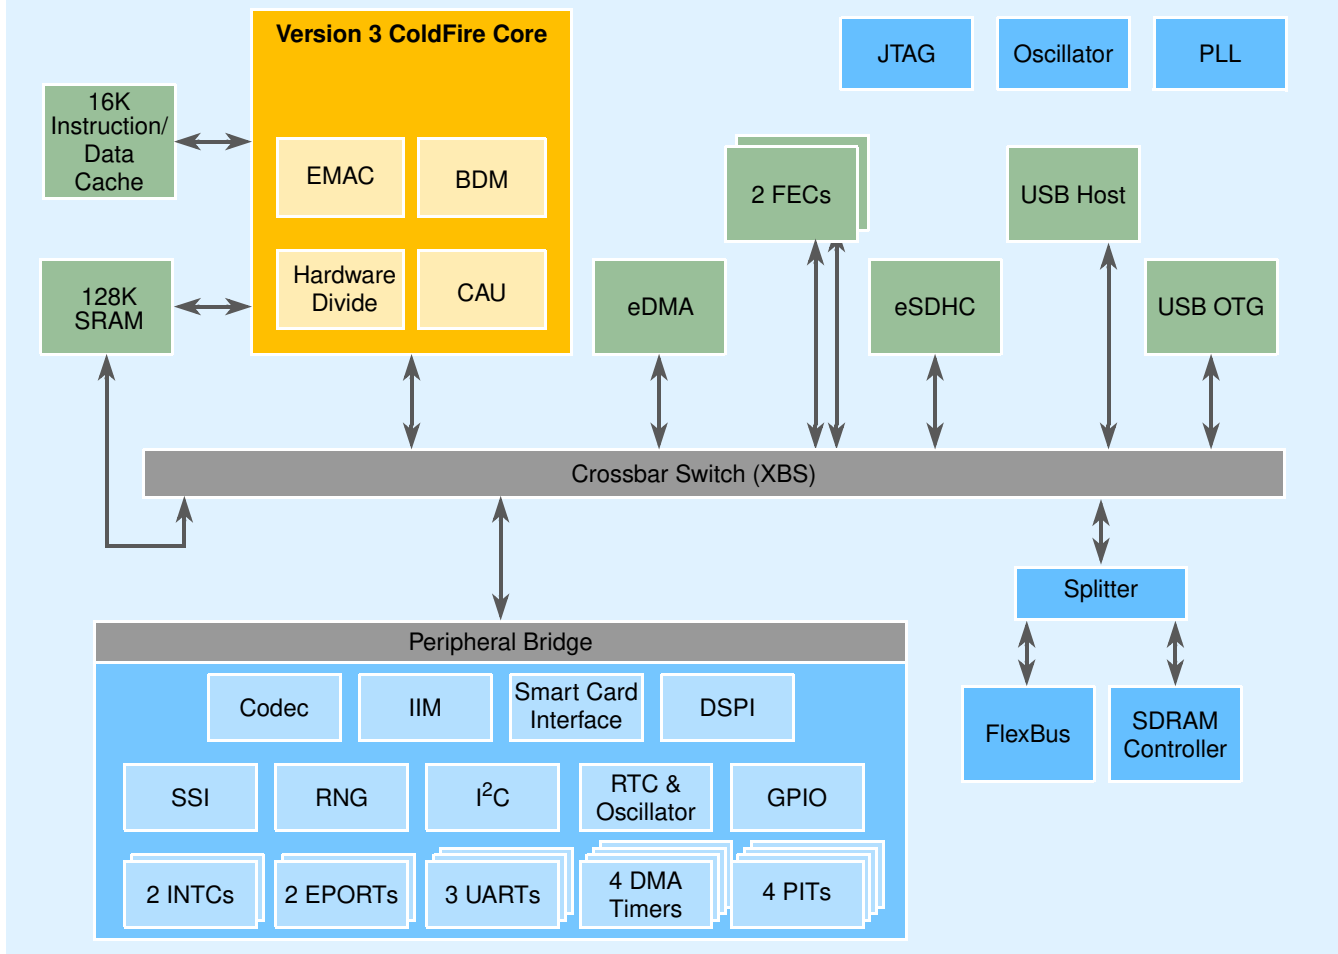 Version 3 ColdFire Core
JTAG
Oscillator
PLL
16K
Instruction/
Data
Cache
EMAC
BDM
2 FECs
USB Host
Hardware
Divide
CAU
128K
SRAM
eDMA
eSDHC
USB OTG
Crossbar Switch (XBS)
Splitter
Peripheral Bridge
Codec
IIM
Smart Card
Interface
DSPI
FlexBus
SDRAM
Controller
SSI
RNG
I²C
RTC &
Oscillator
GPIO
2 INTCs
2 EPORTs
3 UARTs
4 DMA
Timers
4 PITs